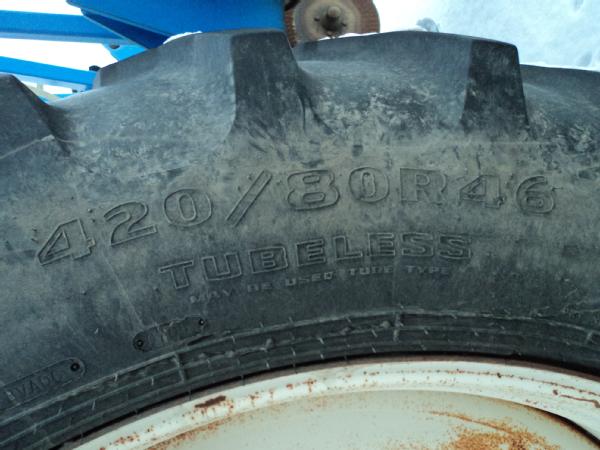 420/80R46
TUBELESS
MAY BE USED TUBE TYPE